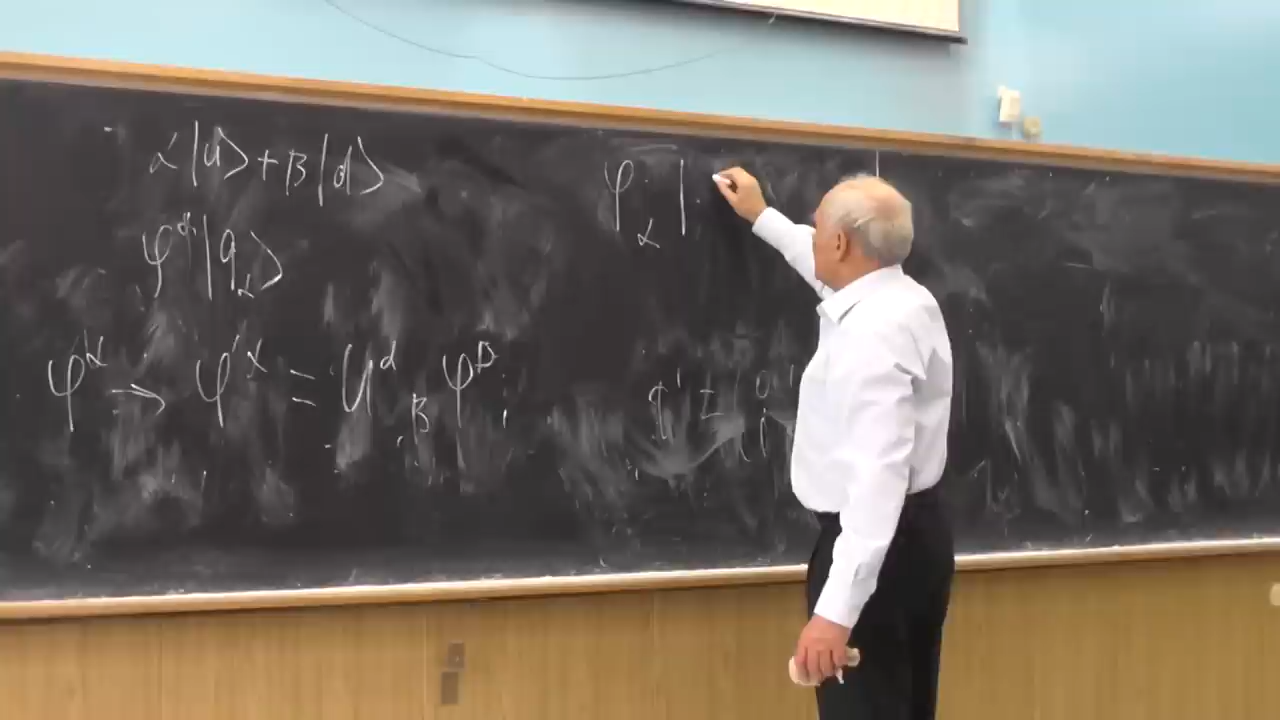 α|u⟩+β|d⟩
φ^α|q_α⟩
φ^α → φ'^α = U^α_β φ^β;
φ_α |